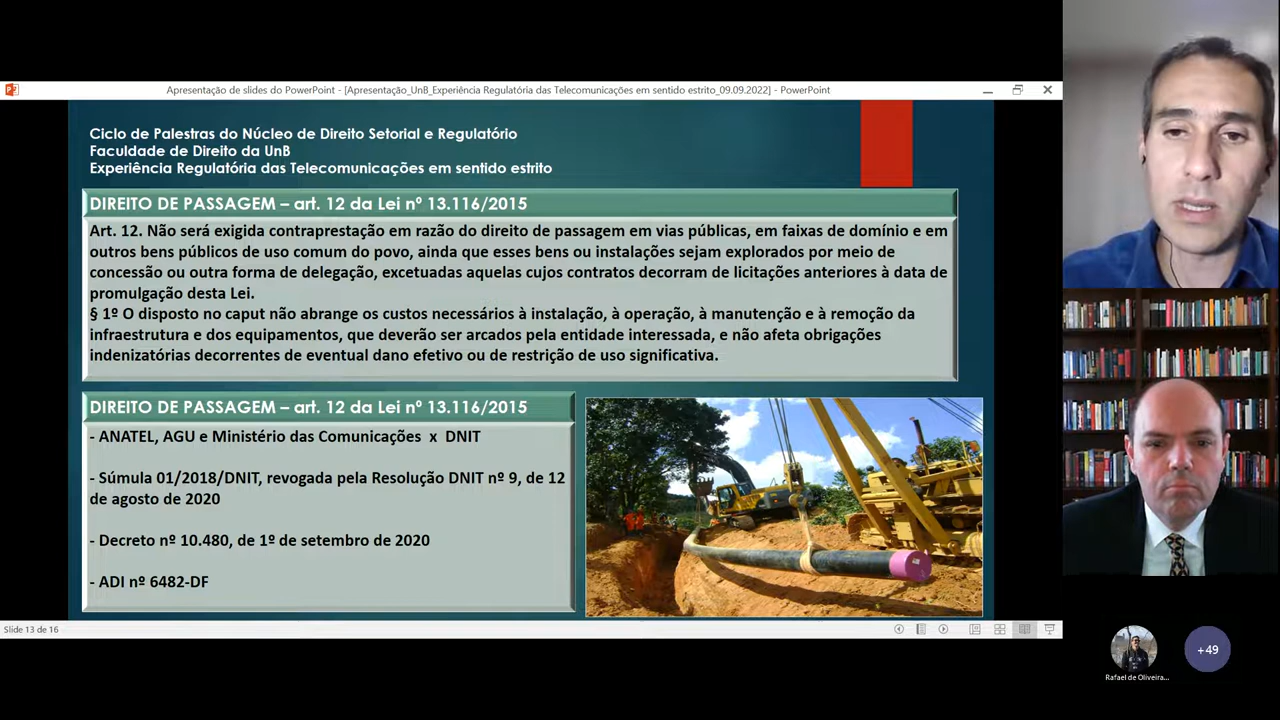 Apresentação de slides do PowerPoint - [Apresentação_UnB_Experiência Regulatória das Telecomunicações em sentido estrito_09.09.2022] - PowerPoint
Ciclo de Palestras do Núcleo de Direito Setorial e Regulatório
Faculdade de Direito da UnB
Experiência Regulatória das Telecomunicações em sentido estrito
DIREITO DE PASSAGEM – art. 12 da Lei nº 13.116/2015
Art. 12. Não será exigida contraprestação em razão do direito de passagem em vias públicas, em faixas de domínio e em
outros bens públicos de uso comum do povo, ainda que esses bens ou instalações sejam explorados por meio de
concessão ou outra forma de delegação, excetuadas aquelas cujos contratos decorram de licitações anteriores à data de
promulgação desta Lei.
§ 1º O disposto no caput não abrange os custos necessários à instalação, à operação, à manutenção e à remoção da
infraestrutura e dos equipamentos, que deverão ser arcados pela entidade interessada, e não afeta obrigações
indenizatórias decorrentes de eventual dano efetivo ou de restrição de uso significativa.
DIREITO DE PASSAGEM – art. 12 da Lei nº 13.116/2015
- ANATEL, AGU e Ministério das Comunicações x DNIT
- Súmula 01/2018/DNIT, revogada pela Resolução DNIT nº 9, de 12
de agosto de 2020
- Decreto nº 10.480, de 1º de setembro de 2020
- ADI nº 6482-DF
Slide 13 de 16
+49
Rafael de Oliveira...